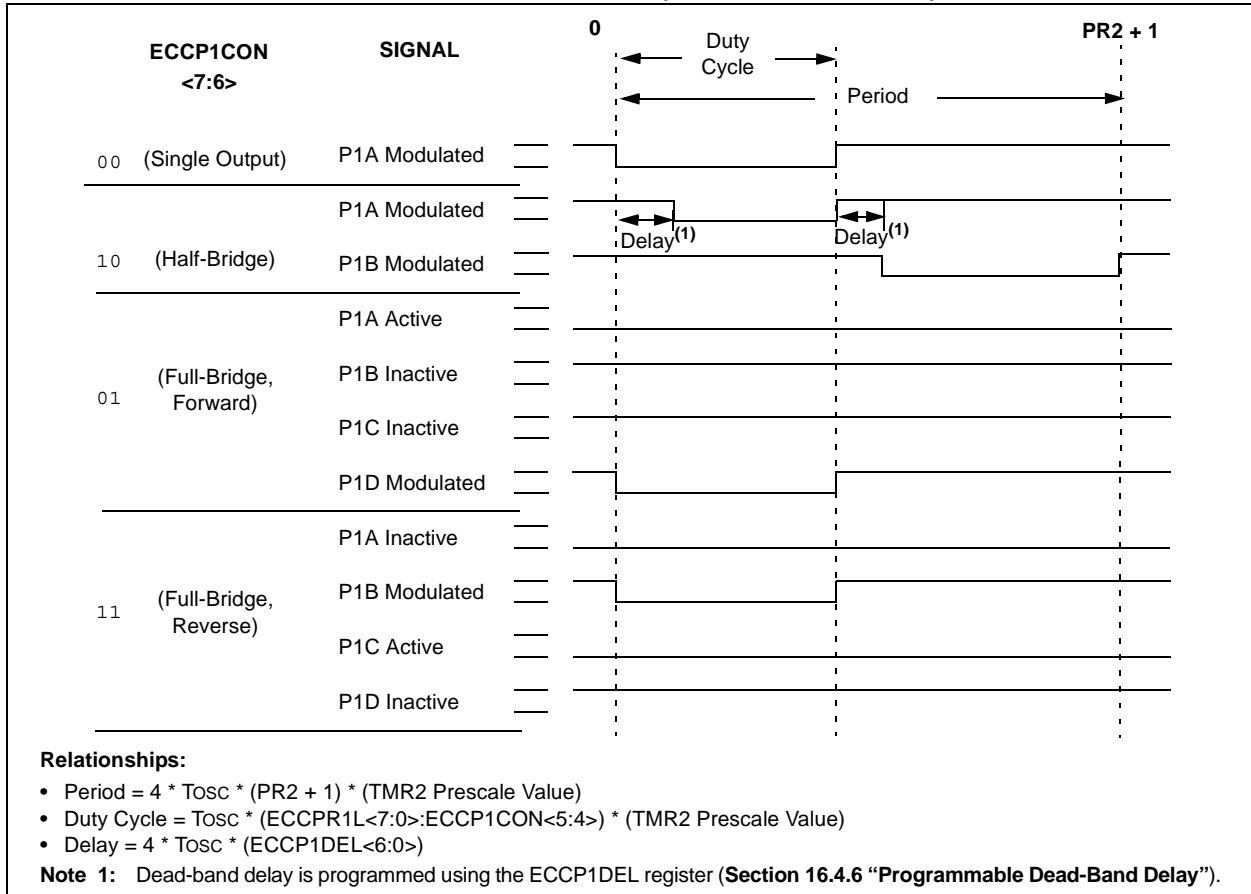 0
PR2 + 1
ECCP1CON
<7:6>
SIGNAL
Duty
Cycle
Period
00 (Single Output) P1A Modulated
P1A Modulated
Delay(1) Delay(1)
10 (Half-Bridge) P1B Modulated
P1A Active
P1B Inactive
01 (Full-Bridge,
Forward)
P1C Inactive
P1D Modulated
P1A Inactive
P1B Modulated
11 (Full-Bridge,
Reverse)
P1C Active
P1D Inactive
Relationships:
• Period = 4 * TOSC * (PR2 + 1) * (TMR2 Prescale Value)
• Duty Cycle = TOSC * (ECCPR1L<7:0>:ECCP1CON<5:4>) * (TMR2 Prescale Value)
• Delay = 4 * TOSC * (ECCP1DEL<6:0>)
Note 1: Dead-band delay is programmed using the ECCP1DEL register (Section 16.4.6 “Programmable Dead-Band Delay”).